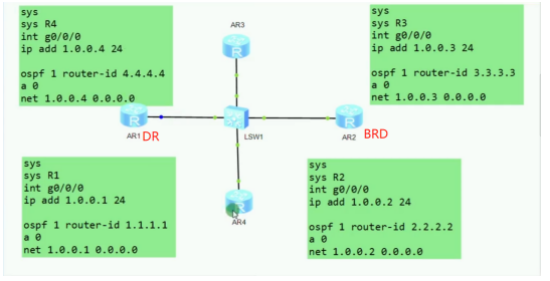 sys
sys R4
int g0/0/0
ip add 1.0.0.4 24
ospf 1 router-id 4.4.4.4
a 0
net 1.0.0.4 0.0.0.0
AR3
sys
sys R3
int g0/0/0
ip add 1.0.0.3 24
ospf 1 router-id 3.3.3.3
a 0
net 1.0.0.3 0.0.0.0
AR1 DR
LSW1
AR2 BRD
sys
sys R1
int g0/0/0
ip add 1.0.0.1 24
ospf 1 router-id 1.1.1.1
a 0
net 1.0.0.1 0.0.0.0
AR4
sys
sys R2
int g0/0/0
ip add 1.0.0.2 24
ospf 1 router-id 2.2.2.2
a 0
net 1.0.0.2 0.0.0.0